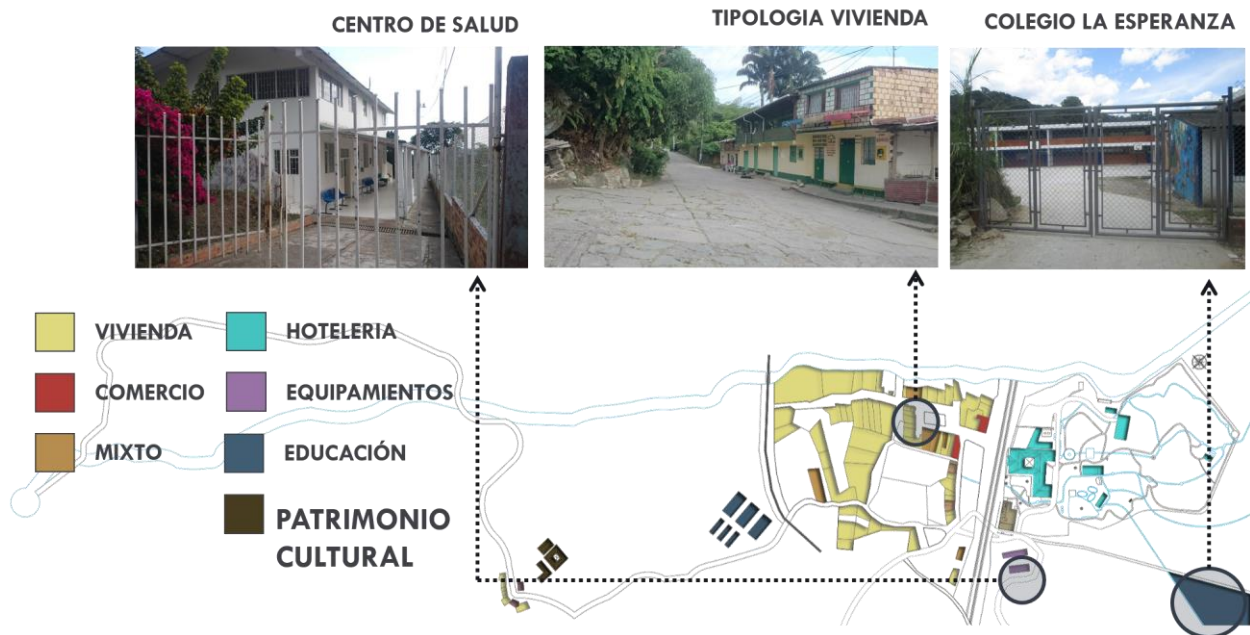 CENTRO DE SALUD
TIPOLOGIA VIVIENDA
COLEGIO LA ESPERANZA
VIVIENDA
HOTELERIA
COMERCIO
EQUIPAMIENTOS
MIXTO
EDUCACIÓN
PATRIMONIO
CULTURAL